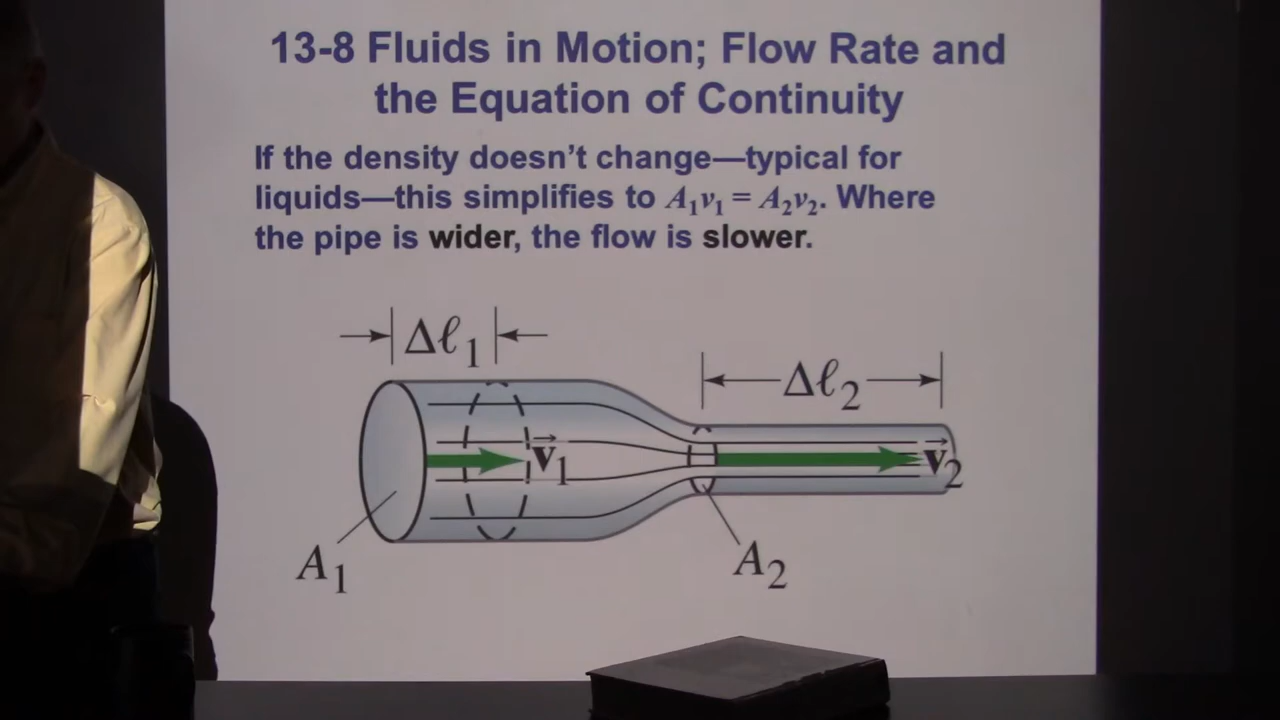 13-8 Fluids in Motion; Flow Rate and
the Equation of Continuity
If the density doesn't change—typical for
liquids—this simplifies to A₁v₁ = A₂v₂. Where
the pipe is wider, the flow is slower.
Δℓ₁
Δℓ₂
v⃗₁
v⃗₂
A₁
A₂